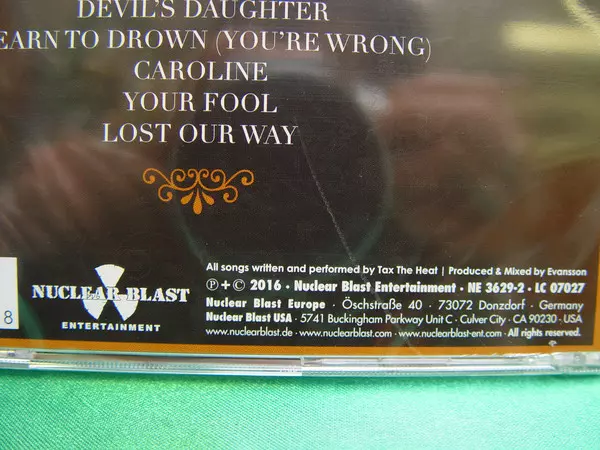 DEVIL'S DAUGHTER
EARN TO DROWN (YOU'RE WRONG)
CAROLINE
YOUR FOOL
LOST OUR WAY
All songs written and performed by Tax The Heat | Produced & Mixed by Evansson
℗ + © 2016 · Nuclear Blast Entertainment · NE 3629-2 · LC 07027
Nuclear Blast Europe · Öschstraße 40 · 73072 Donzdorf · Germany
Nuclear Blast USA · 5741 Buckingham Parkway Unit C · Culver City · CA 90230 · USA
www.nuclearblast.de · www.nuclearblast.com · www.nuclearblast-ent.com · All rights reserved.
NUCLEAR BLAST
ENTERTAINMENT
8